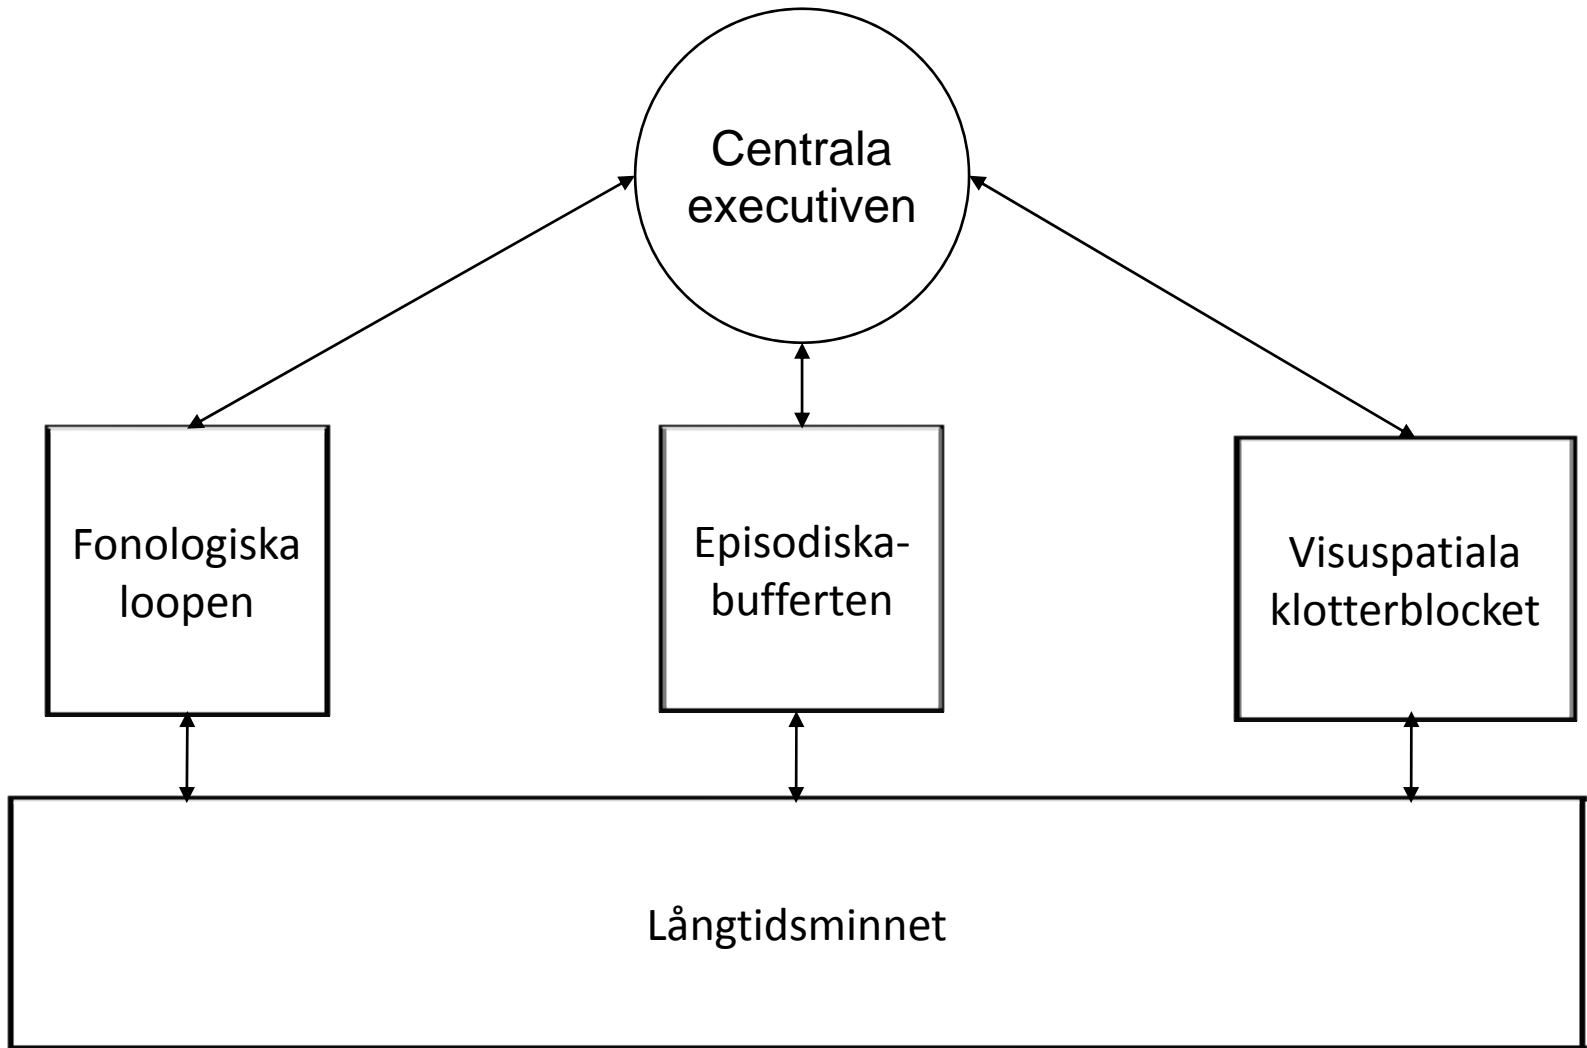 Centrala
executiven
Fonologiska
loopen
Episodiska-
bufferten
Visuspatiala
klotterblocket
Långtidsminnet